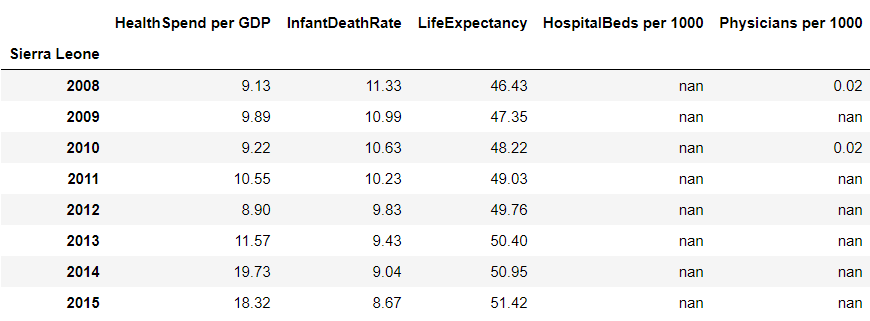 HealthSpend per GDP InfantDeathRate LifeExpectancy HospitalBeds per 1000 Physicians per 1000
Sierra Leone
2008 9.13 11.33 46.43 nan 0.02
2009 9.89 10.99 47.35 nan nan
2010 9.22 10.63 48.22 nan 0.02
2011 10.55 10.23 49.03 nan nan
2012 8.90 9.83 49.76 nan nan
2013 11.57 9.43 50.40 nan nan
2014 19.73 9.04 50.95 nan nan
2015 18.32 8.67 51.42 nan nan